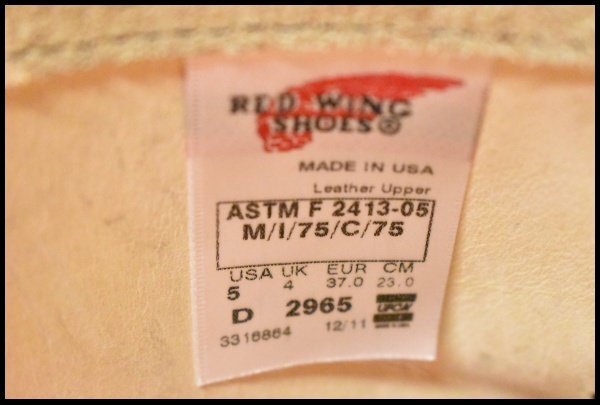 RED WING
SHOES®
MADE IN USA
Leather Upper
ASTM F 2413-05
M/I/75/C/75
USA UK EUR CM
5 4 37.0 23.0
D 2965
3316864 12/11